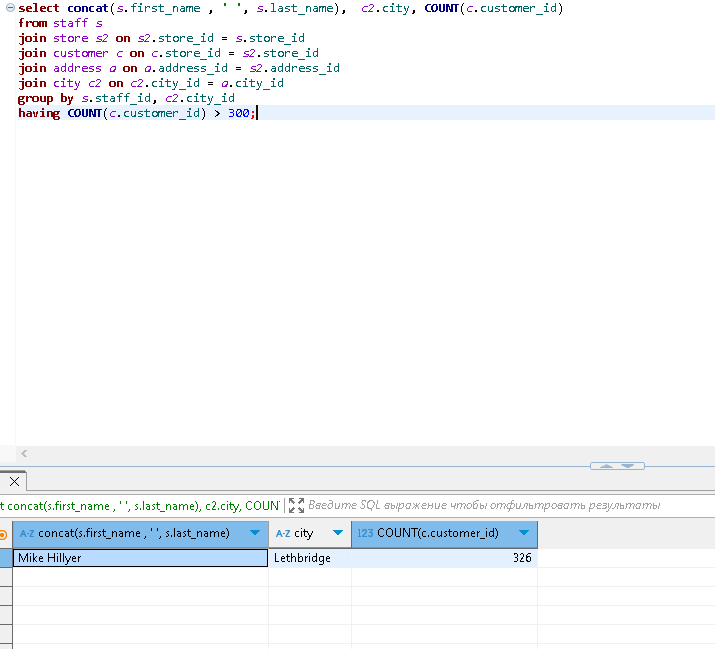 select concat(s.first_name , ' ', s.last_name),  c2.city, COUNT(c.customer_id)
from staff s
join store s2 on s2.store_id = s.store_id
join customer c on c.store_id = s2.store_id
join address a on a.address_id = s2.address_id
join city c2 on c2.city_id = a.city_id
group by s.staff_id, c2.city_id
having COUNT(c.customer_id) > 300;
t concat(s.first_name , ' ', s.last_name), c2.city, COUN Введите SQL выражение чтобы отфильтровать результаты
A-Z concat(s.first_name , ' ', s.last_name) A-Z city 123 COUNT(c.customer_id)
Mike Hillyer Lethbridge 326